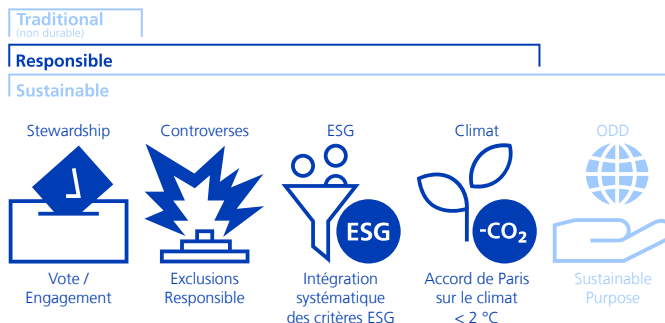 Traditional
(non durable)
Responsible
Sustainable
Stewardship
Controverses
ESG
Climat
ODD
ESG
-CO₂
Vote /
Engagement
Exclusions
Responsible
Intégration
systématique
des critères ESG
Accord de Paris
sur le climat
< 2 °C
Sustainable
Purpose